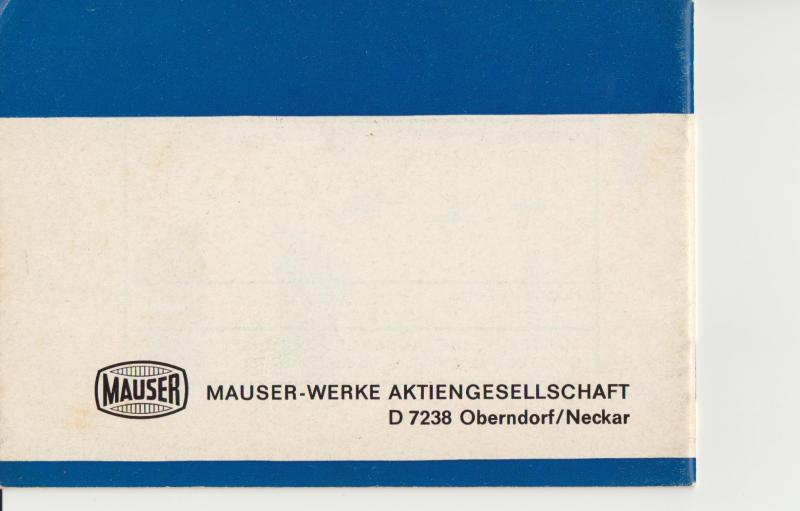 MAUSER
MAUSER-WERKE AKTIENGESELLSCHAFT
D 7238 Oberndorf/Neckar